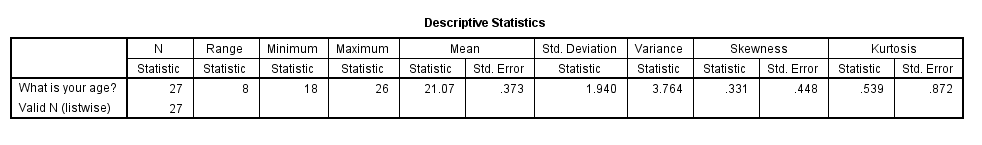 Descriptive Statistics
N Range Minimum Maximum Mean Std. Deviation Variance Skewness Kurtosis
Statistic Statistic Statistic Statistic Statistic Std. Error Statistic Statistic Statistic Std. Error Statistic Std. Error
What is your age? 27 8 18 26 21.07 .373 1.940 3.764 .331 .448 .539 .872
Valid N (listwise) 27